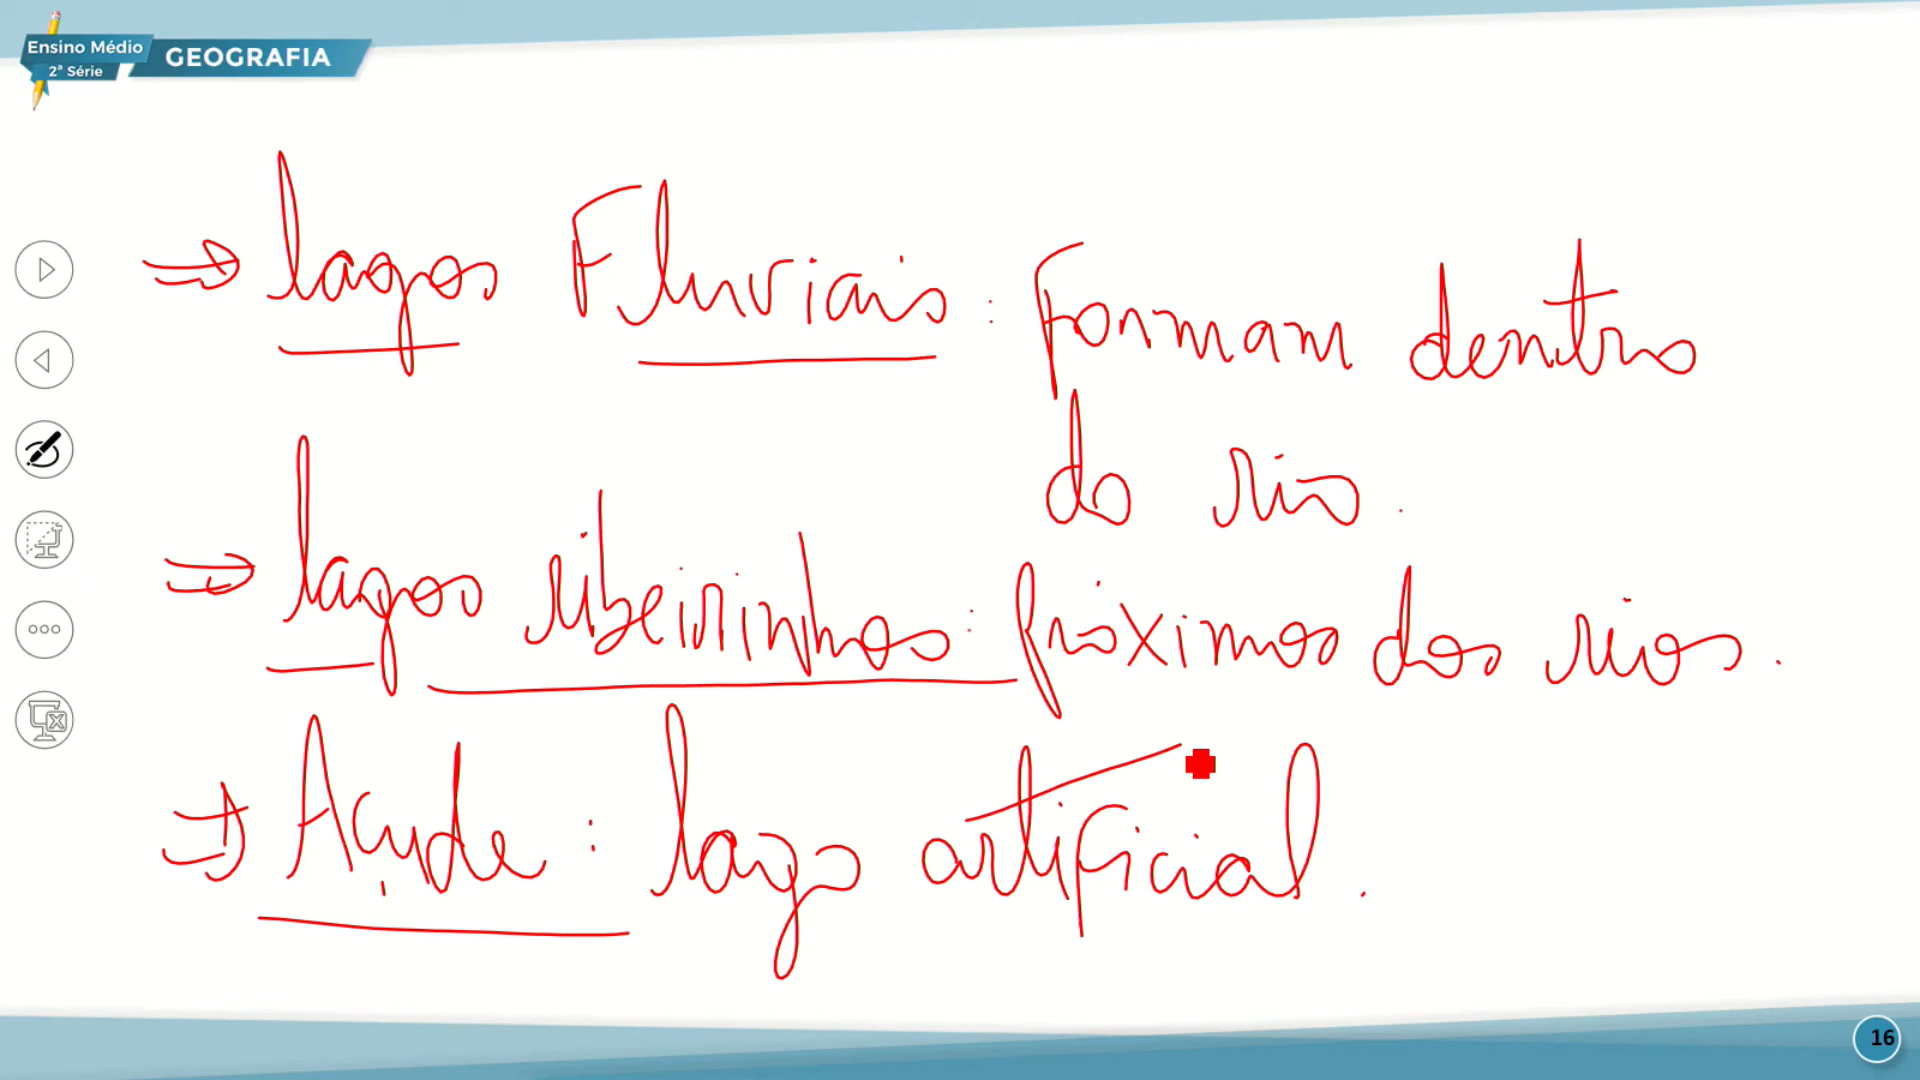 Ensino Médio
2ª Série
GEOGRAFIA
⇒ lagos Fluviais: Formam dentro
do rio.
⇒ lagos ribeirinhos: próximos dos rios.
⇒ Açude: lago artificial.
16